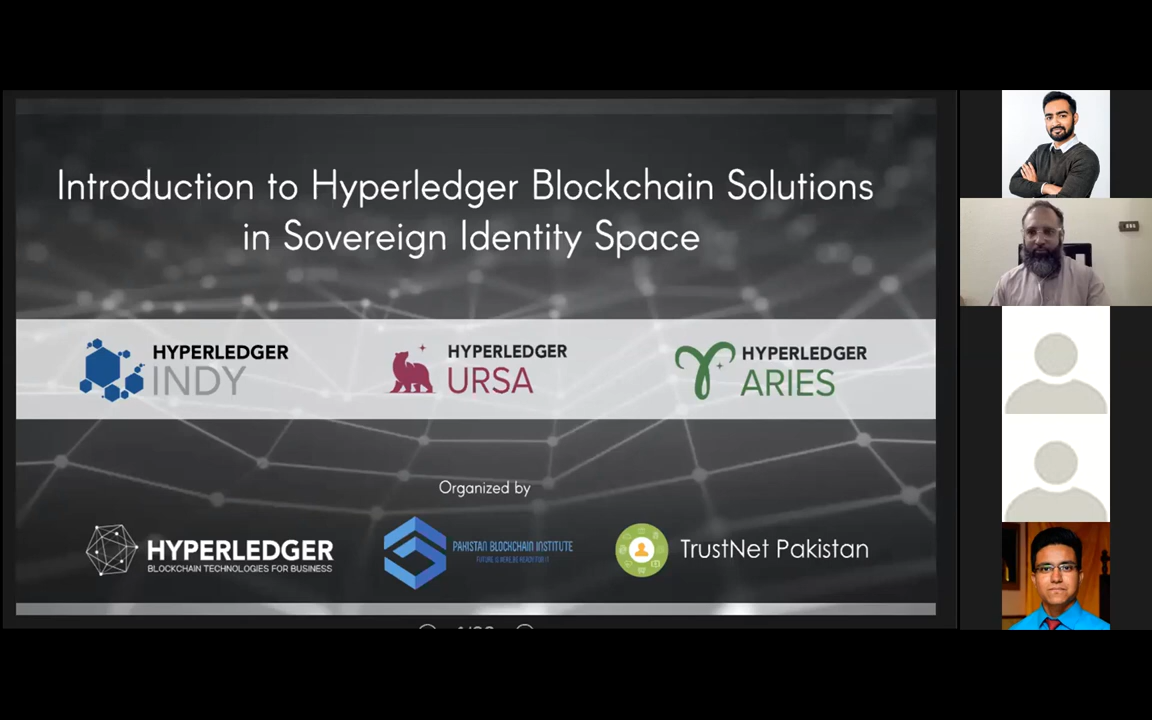 Introduction to Hyperledger Blockchain Solutions
in Sovereign Identity Space
HYPERLEDGER
INDY
HYPERLEDGER
URSA
HYPERLEDGER
ARIES
Organized by
HYPERLEDGER
BLOCKCHAIN TECHNOLOGIES FOR BUSINESS
PAKISTAN BLOCKCHAIN INSTITUTE
TrustNet Pakistan